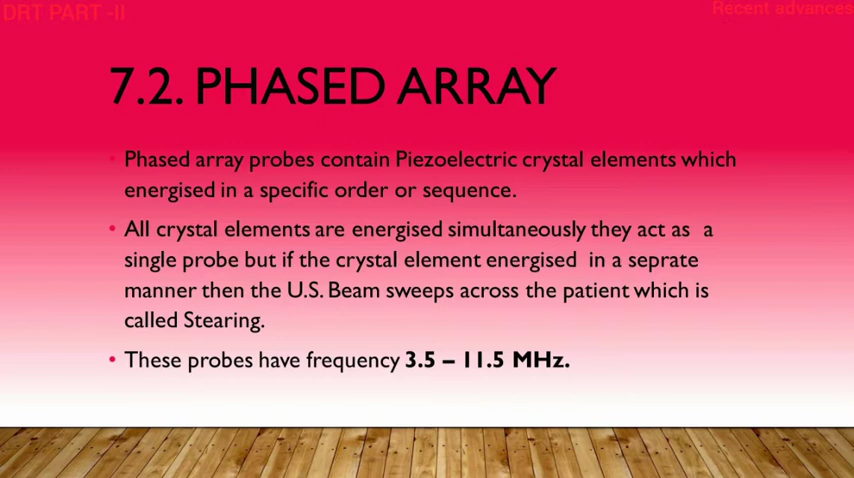 DRT PART -II
Recent advances
7.2. PHASED ARRAY
• Phased array probes contain Piezoelectric crystal elements which
energised in a specific order or sequence.
• All crystal elements are energised simultaneously they act as a
single probe but if the crystal element energised in a seprate
manner then the U.S. Beam sweeps across the patient which is
called Stearing.
• These probes have frequency 3.5 – 11.5 MHz.